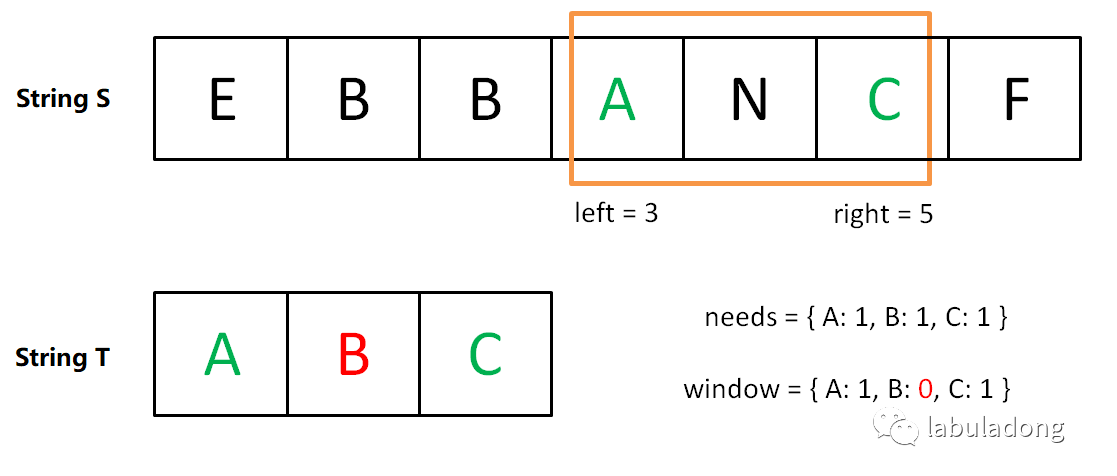 String S E B B A N C F
left = 3 right = 5
String T A B C
needs = { A: 1, B: 1, C: 1 }
window = { A: 1, B: 0, C: 1 }
labuladong